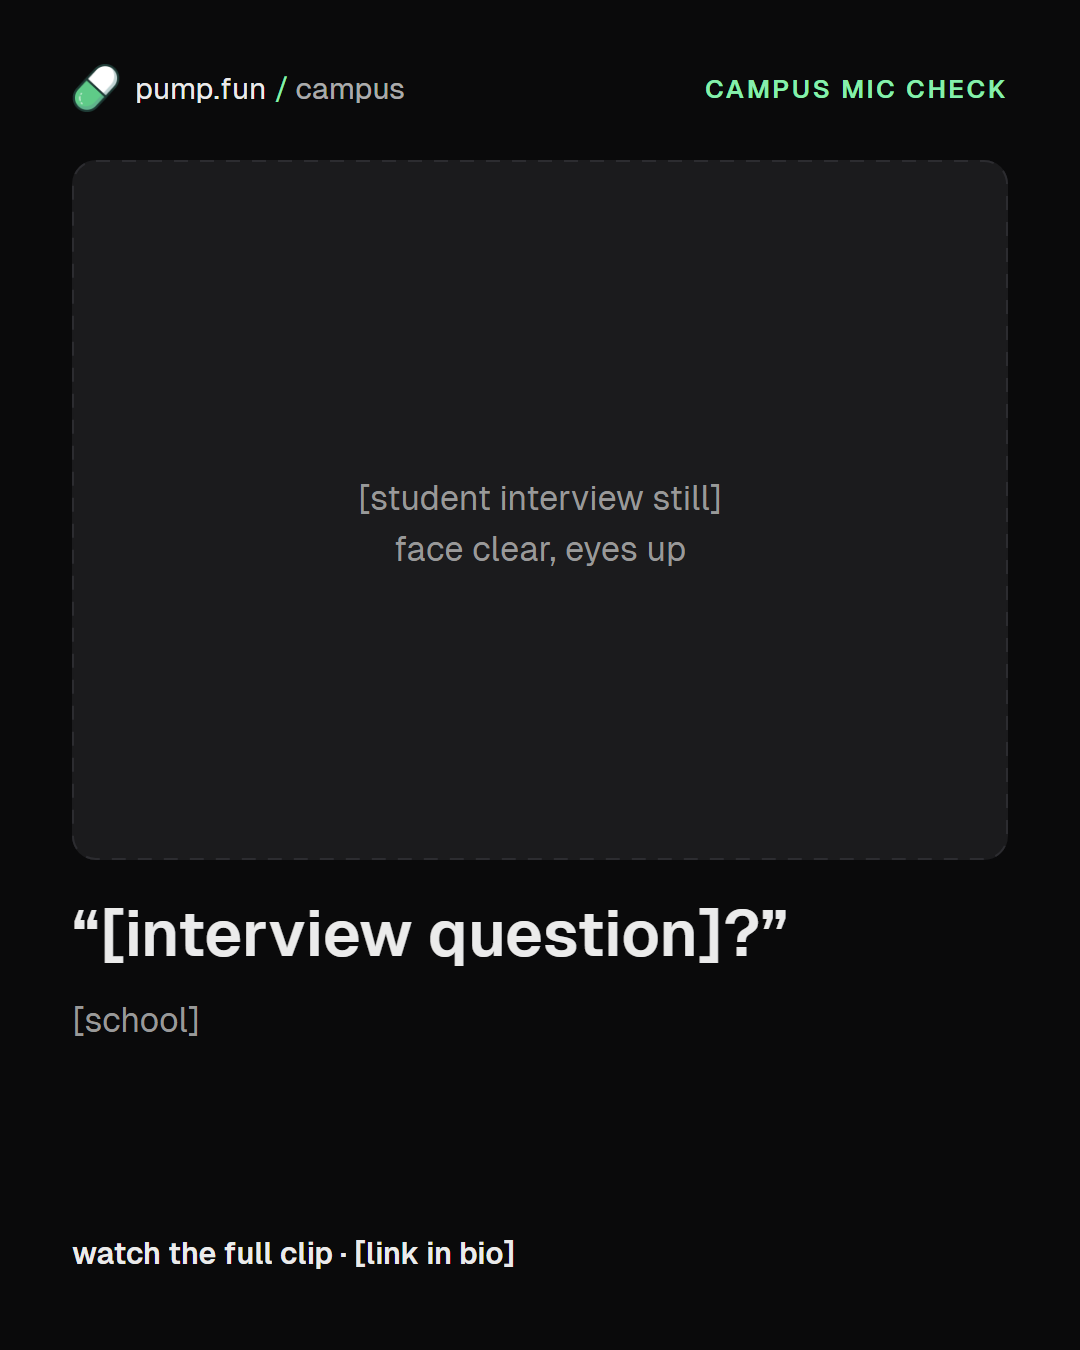 pump.fun / campus
CAMPUS MIC CHECK
[student interview still]
face clear, eyes up
“[interview question]?”
[school]
watch the full clip · [link in bio]